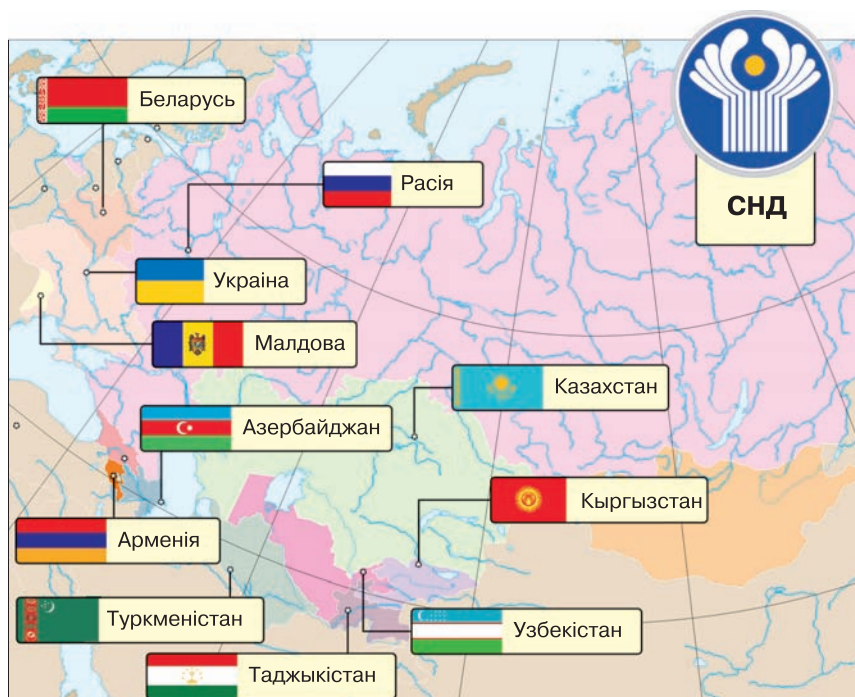 Беларусь
Расія
СНД
Украіна
Малдова
Казахстан
Азербайджан
Кыргызстан
Арменія
Туркменістан
Узбекістан
Таджыкістан